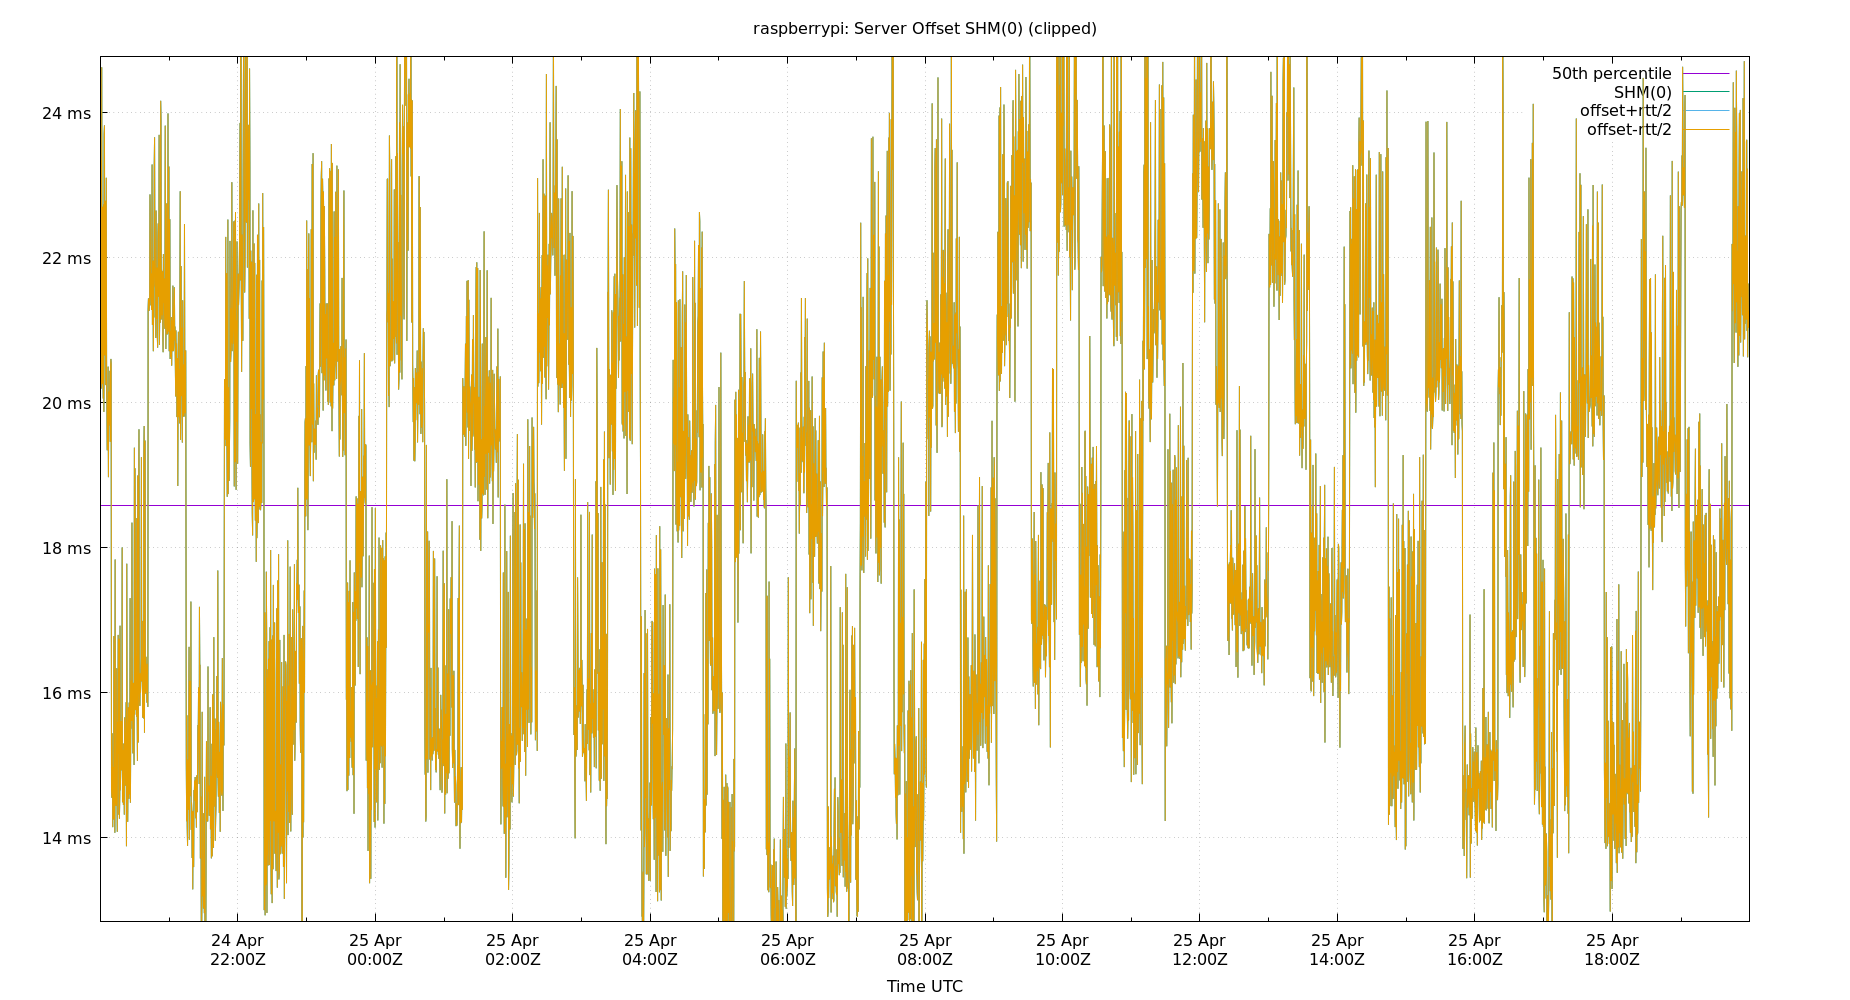 raspberrypi: Server Offset SHM(0) (clipped)
50th percentile
SHM(0)
offset+rtt/2
offset-rtt/2
24 ms
22 ms
20 ms
18 ms
16 ms
14 ms
24 Apr 25 Apr 25 Apr 25 Apr 25 Apr 25 Apr 25 Apr 25 Apr 25 Apr 25 Apr 25 Apr
22:00Z 00:00Z 02:00Z 04:00Z 06:00Z 08:00Z 10:00Z 12:00Z 14:00Z 16:00Z 18:00Z
Time UTC